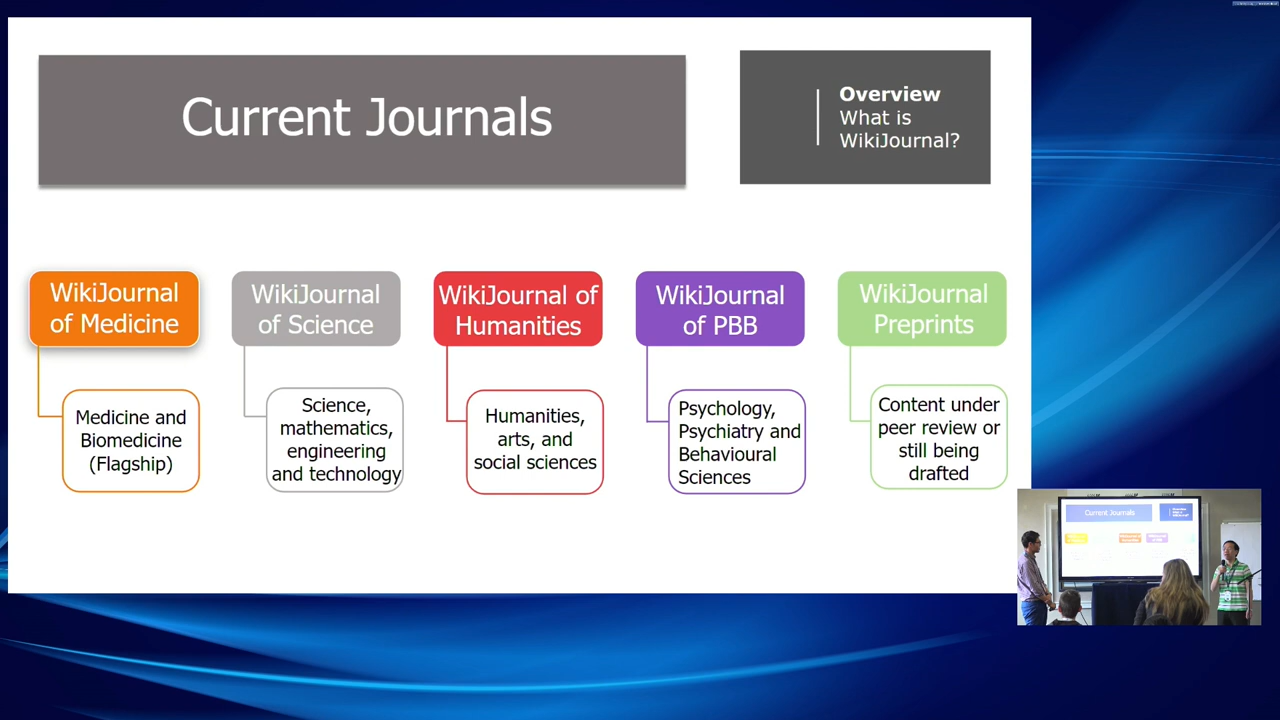 Current Journals
Overview
What is
WikiJournal?
WikiJournal
of Medicine
WikiJournal
of Science
WikiJournal of
Humanities
WikiJournal
of PBB
WikiJournal
Preprints
Medicine and
Biomedicine
(Flagship)
Science,
mathematics,
engineering
and technology
Humanities,
arts, and
social sciences
Psychology,
Psychiatry and
Behavioural
Sciences
Content under
peer review or
still being
drafted
Current Journals